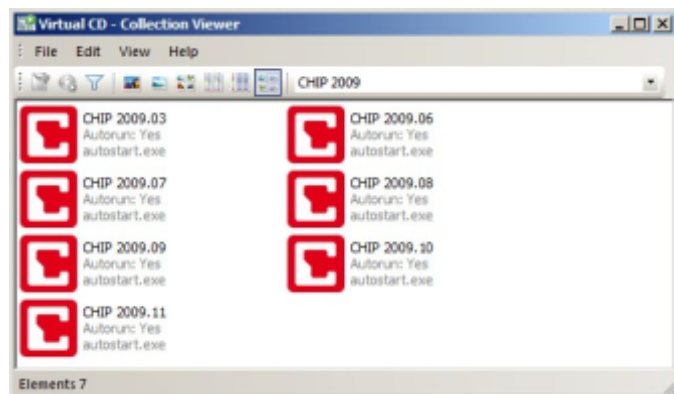 Virtual CD - Collection Viewer
File Edit View Help
CHIP 2009
CHIP 2009.03
Autorun: Yes
autostart.exe
CHIP 2009.06
Autorun: Yes
autostart.exe
CHIP 2009.07
Autorun: Yes
autostart.exe
CHIP 2009.08
Autorun: Yes
autostart.exe
CHIP 2009.09
Autorun: Yes
autostart.exe
CHIP 2009.10
Autorun: Yes
autostart.exe
CHIP 2009.11
Autorun: Yes
autostart.exe
Elements 7